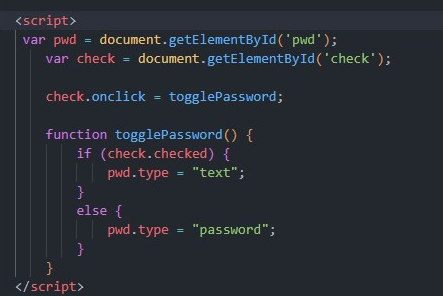 <script>
var pwd = document.getElementById('pwd');
var check = document.getElementById('check');
check.onclick = togglePassword;
function togglePassword() {
if (check.checked) {
pwd.type = "text";
}
else {
pwd.type = "password";
}
}
</script>